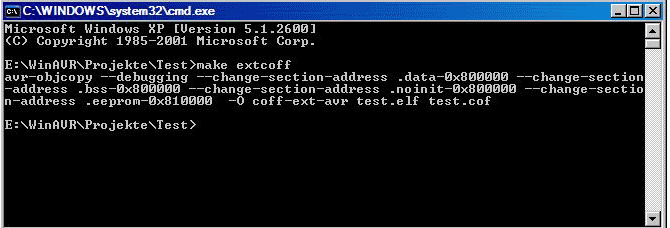 C:\WINDOWS\system32\cmd.exe
Microsoft Windows XP [Version 5.1.2600]
(C) Copyright 1985-2001 Microsoft Corp.
E:\WinAVR\Projekte\Test>make extcoff
avr-objcopy --debugging --change-section-address .data-0x800000 --change-section
-address .bss-0x800000 --change-section-address .noinit-0x800000 --change-sectio
n-address .eeprom-0x810000  -O coff-ext-avr test.elf test.cof
E:\WinAVR\Projekte\Test>